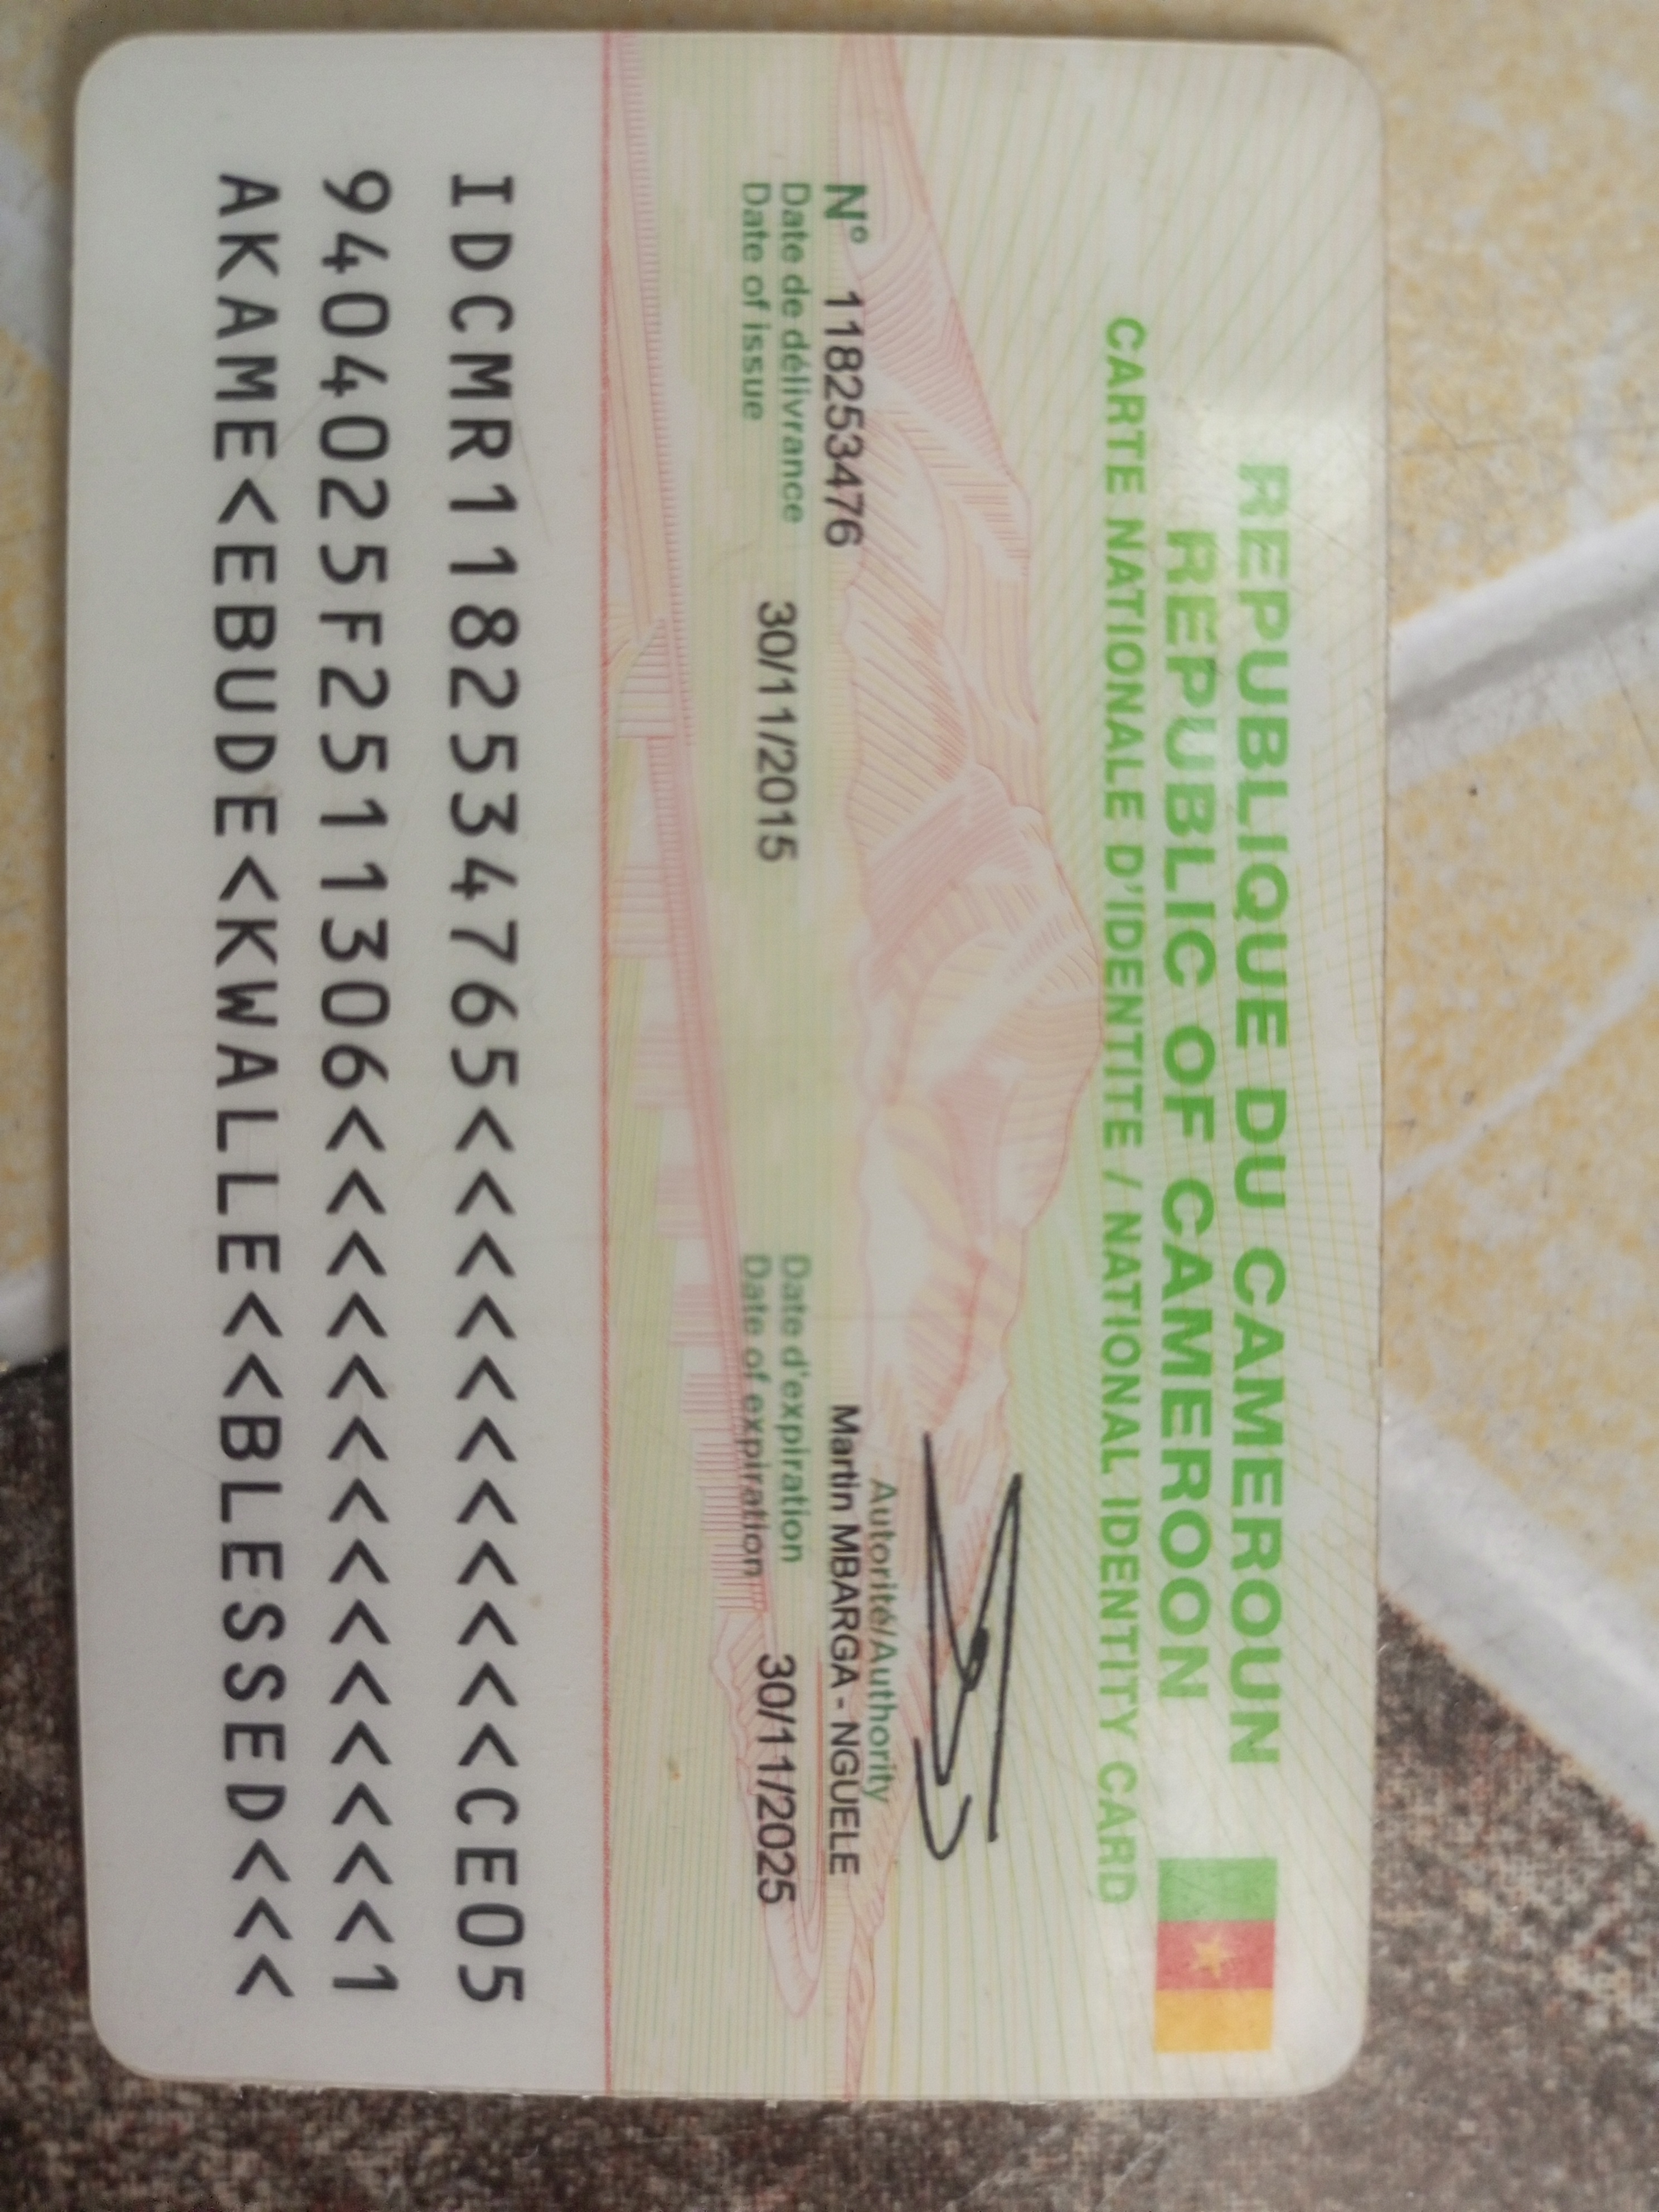 REPUBLIQUE DU CAMEROUN
REPUBLIC OF CAMEROON
CARTE NATIONALE D'IDENTITE / NATIONAL IDENTITY CARD
Autorité/Authority
N° 118253476
Martin MBARGA - NGUELE
Date de délivrance
Date of issue
30/11/2015
Date d'expiration
Date of expiration
30/11/2025
IDCMR1182534765<<<<<<<<<<<CE05
9404025F2511306<<<<<<<<<<<<<<1
AKAME<EBUDE<KWALLE<<BLESSED<<<